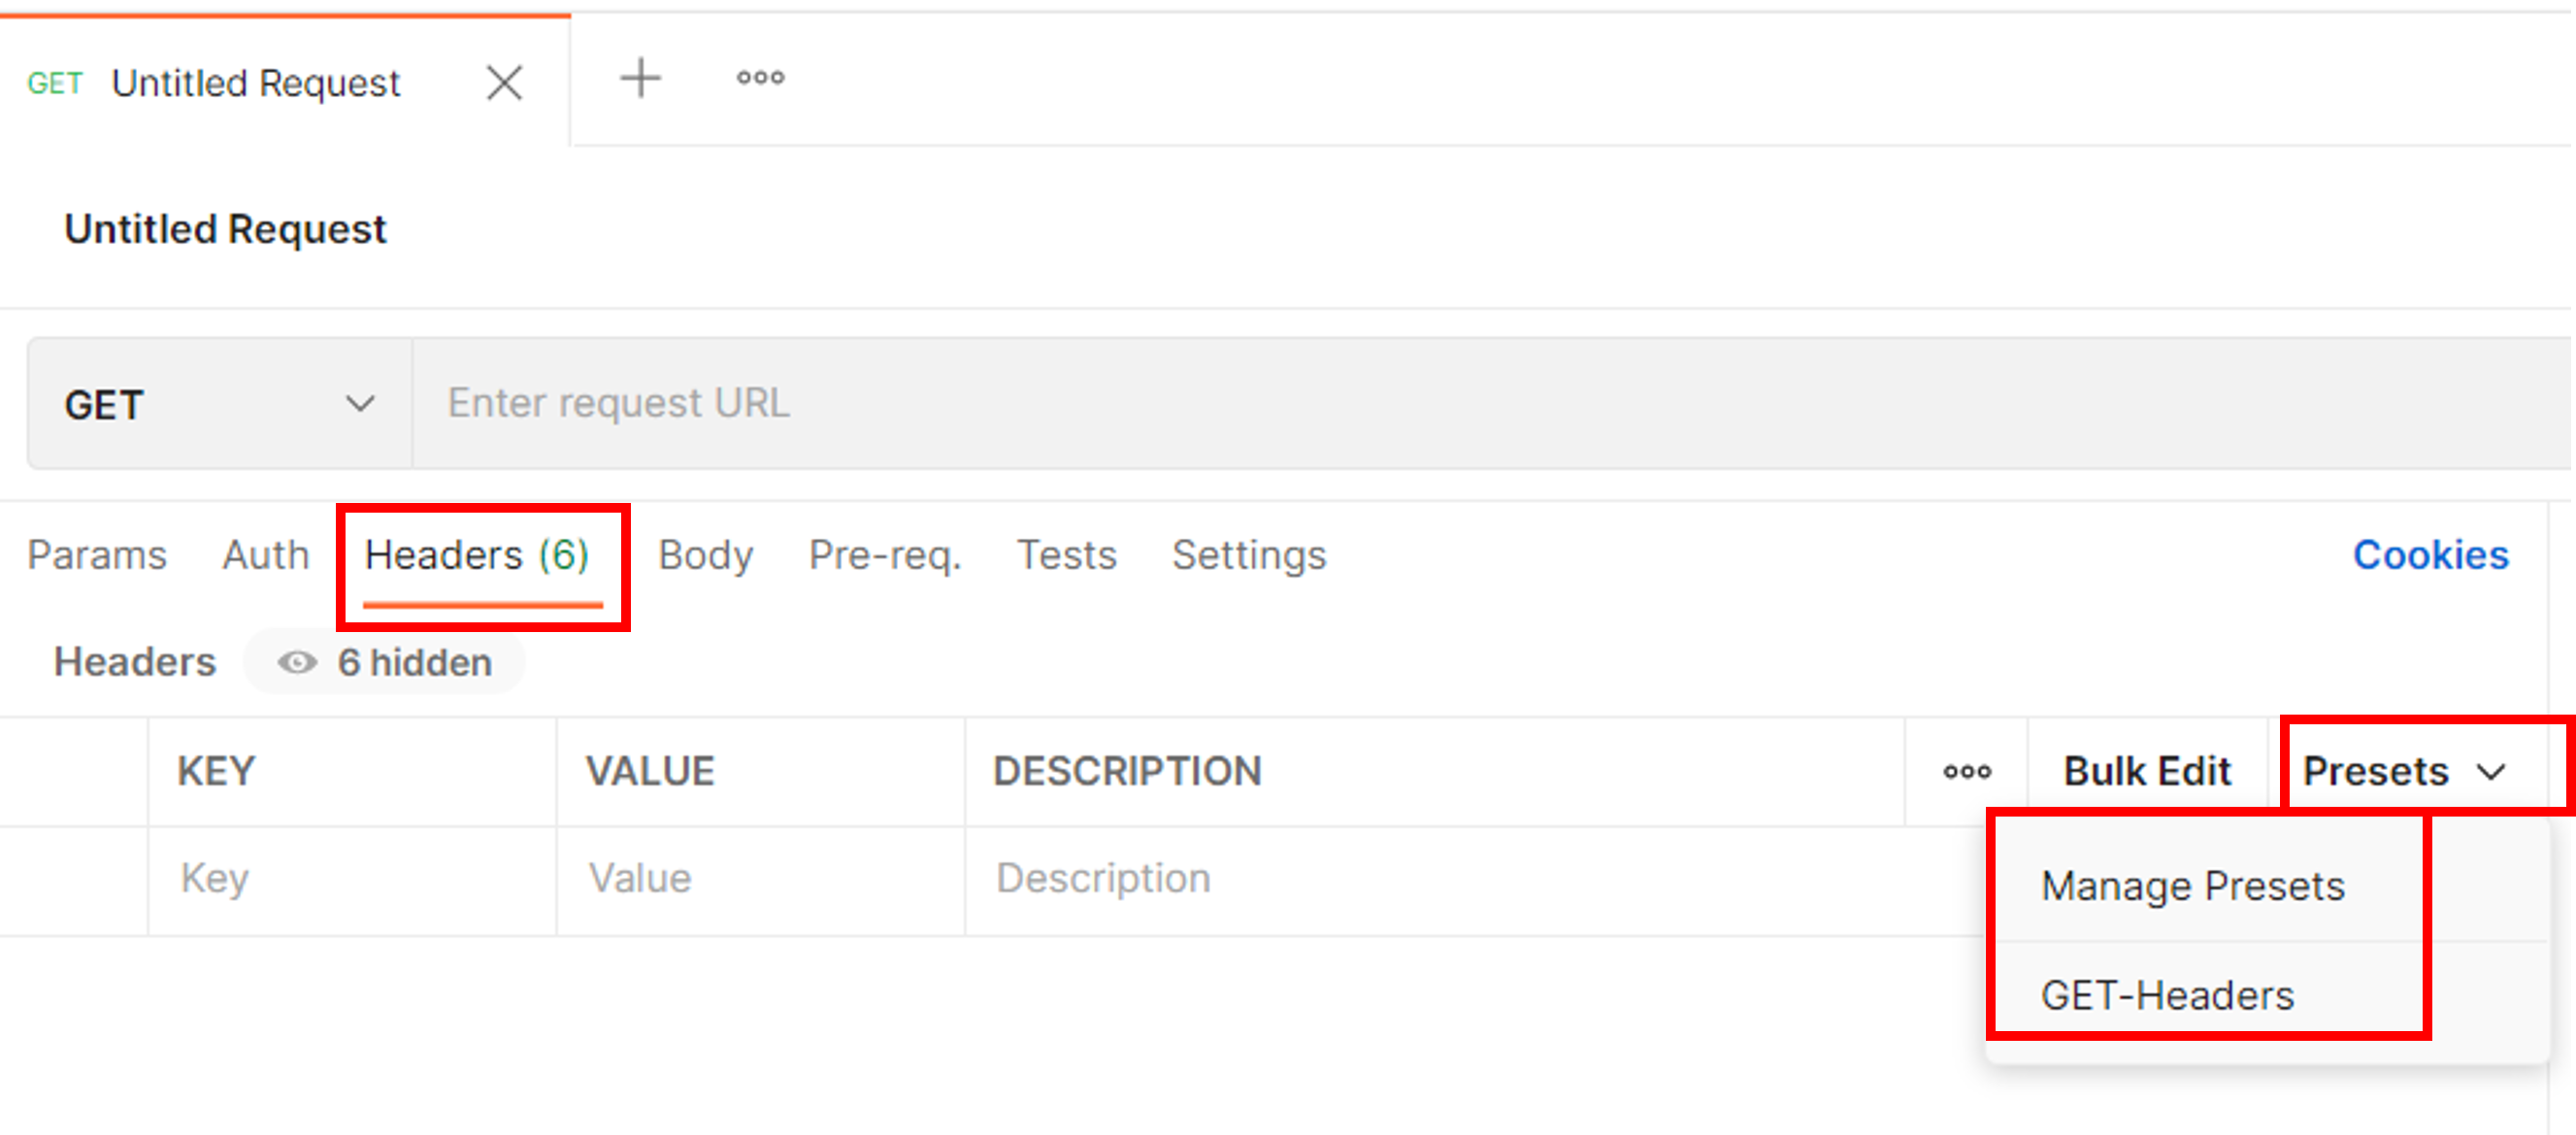 GET Untitled Request
Untitled Request
GET Enter request URL
Params Auth Headers (6) Body Pre-req. Tests Settings Cookies
Headers 6 hidden
KEY VALUE DESCRIPTION Bulk Edit Presets
Key Value Description
Manage Presets
GET-Headers